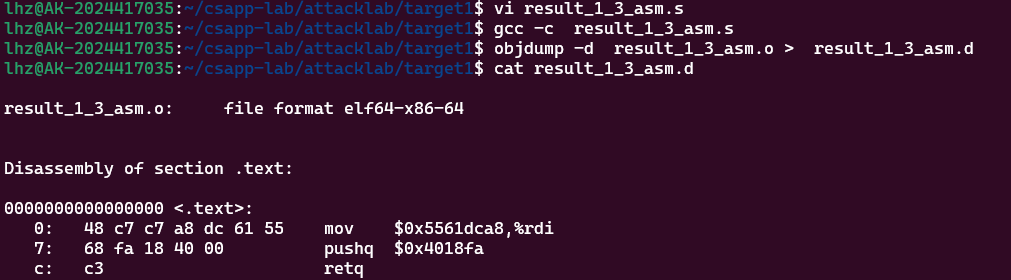 lhz@AK-2024417035:~/csapp-lab/attacklab/target1$ vi result_1_3_asm.s
lhz@AK-2024417035:~/csapp-lab/attacklab/target1$ gcc -c  result_1_3_asm.s
lhz@AK-2024417035:~/csapp-lab/attacklab/target1$ objdump -d  result_1_3_asm.o >  result_1_3_asm.d
lhz@AK-2024417035:~/csapp-lab/attacklab/target1$ cat result_1_3_asm.d
result_1_3_asm.o:     file format elf64-x86-64
Disassembly of section .text:
0000000000000000 <.text>:
   0:   48 c7 c7 a8 dc 61 55    mov    $0x5561dca8,%rdi
   7:   68 fa 18 40 00          pushq  $0x4018fa
   c:   c3                      retq